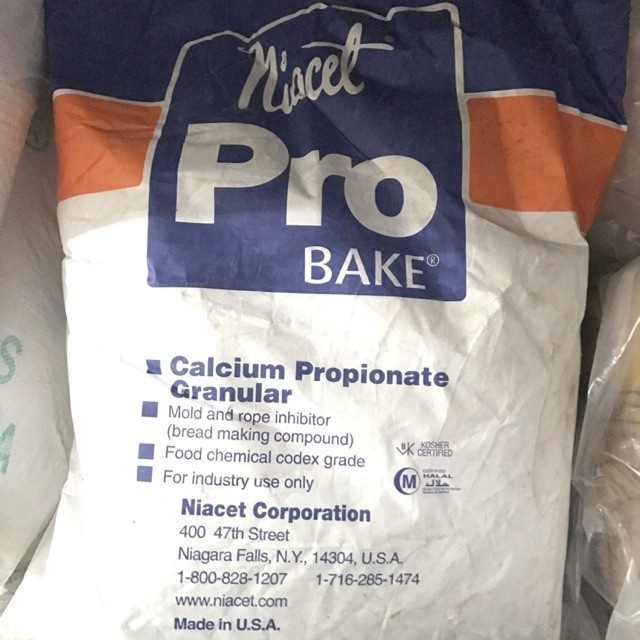 Niacet
Pro
BAKE®
Calcium Propionate
Granular
Mold and rope inhibitor
(bread making compound)
Food chemical codex grade
For industry use only
KOSHER
CERTIFIED
M
HALAL
حلال
Niacet Corporation
400 47th Street
Niagara Falls, N.Y., 14304, U.S.A.
1-800-828-1207 1-716-285-1474
www.niacet.com
Made in U.S.A.
S
A